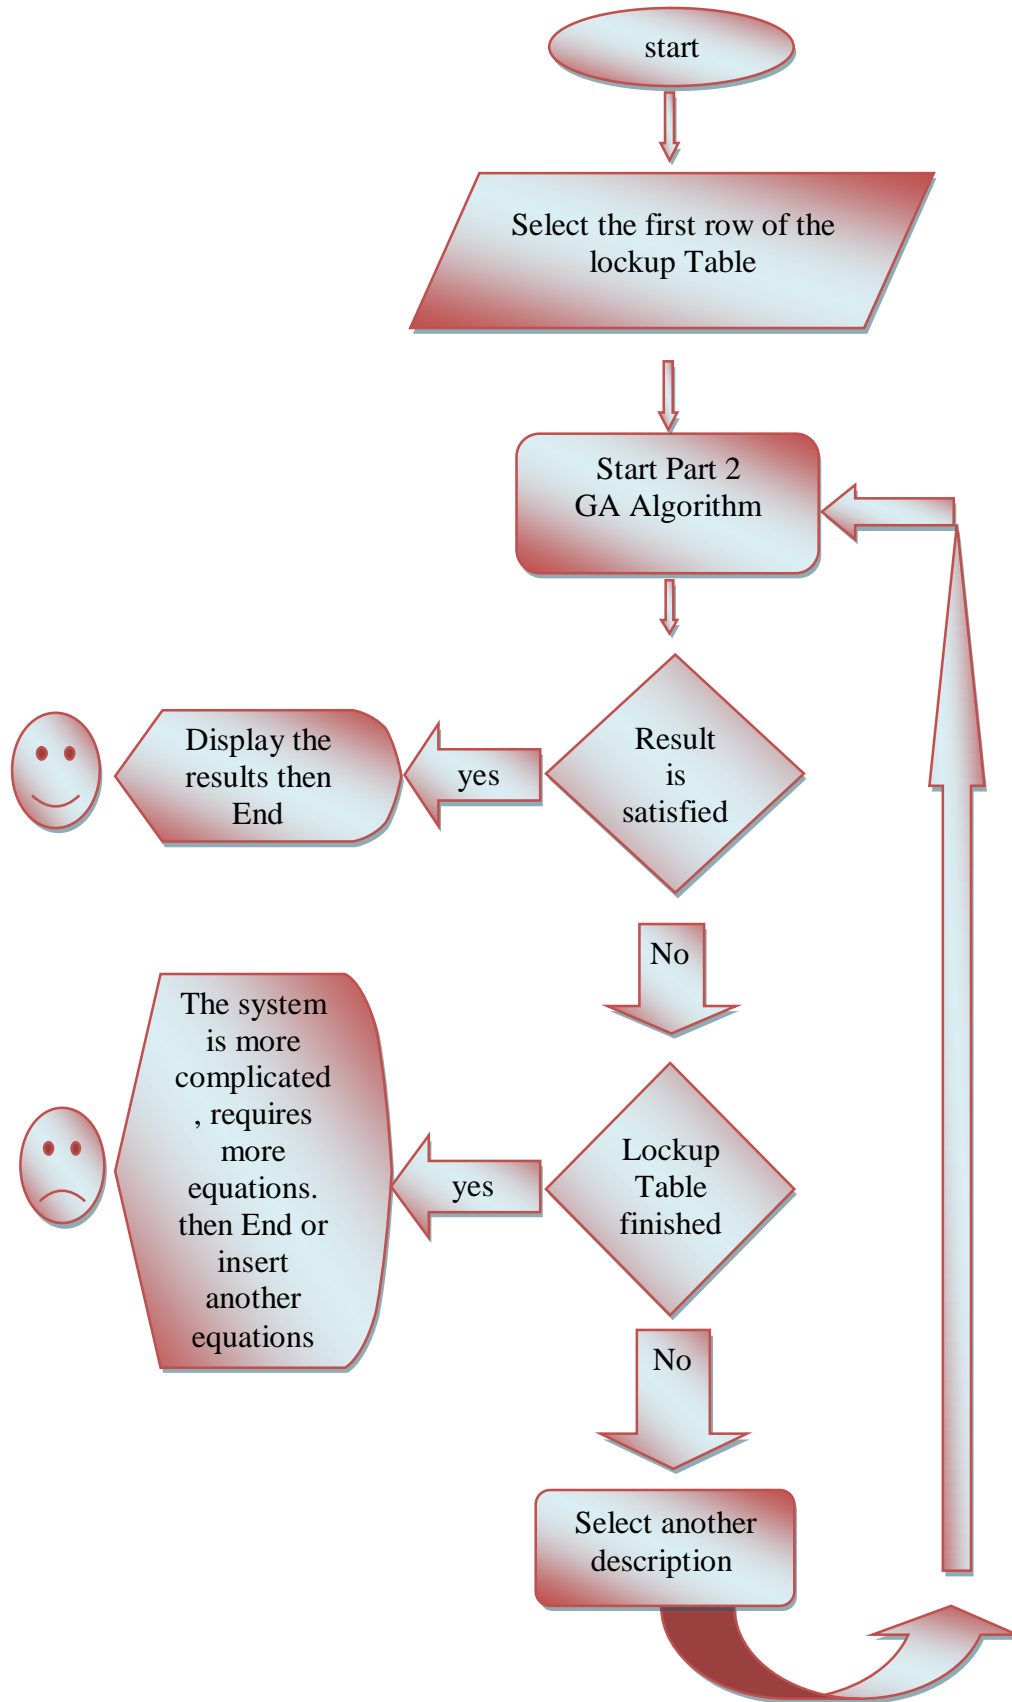 start
Select the first row of the
lockup Table
Start Part 2
GA Algorithm
Result
is
satisfied
yes
Display the
results then
End
No
Lockup
Table
finished
yes
The system
is more
complicated
, requires
more
equations.
then End or
insert
another
equations
No
Select another
description